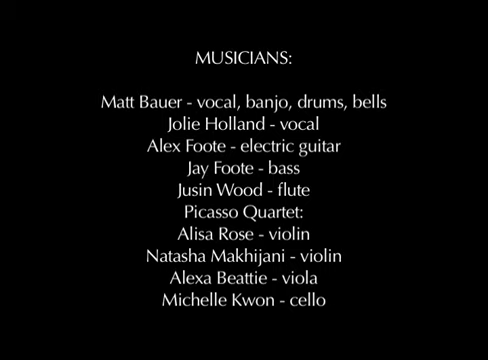 MUSICIANS:
Matt Bauer - vocal, banjo, drums, bells
Jolie Holland - vocal
Alex Foote - electric guitar
Jay Foote - bass
Jusin Wood - flute
Picasso Quartet:
Alisa Rose - violin
Natasha Makhijani - violin
Alexa Beattie - viola
Michelle Kwon - cello